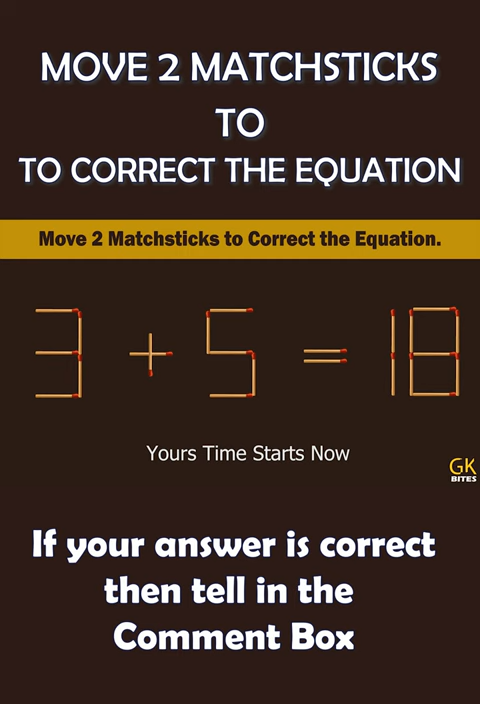 MOVE 2 MATCHSTICKS
TO
TO CORRECT THE EQUATION
Move 2 Matchsticks to Correct the Equation.
3 + 5 = 18
Yours Time Starts Now
GK
BITES
If your answer is correct
then tell in the
Comment Box